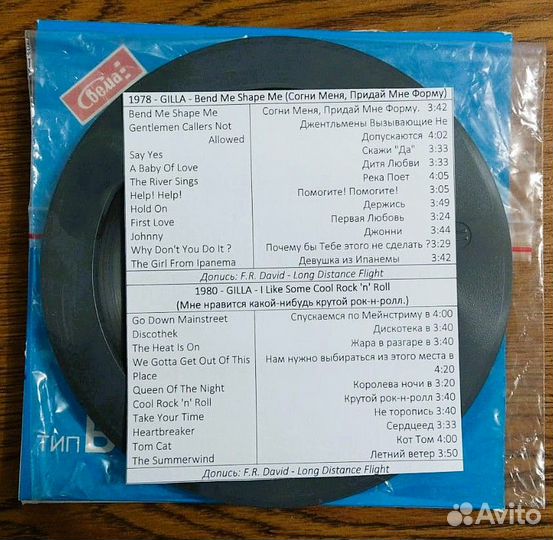 Свема
1978 - GILLA - Bend Me Shape Me (Согни Меня, Придай Мне Форму)
Bend Me Shape Me Согни Меня, Придай Мне Форму. 3:42
Gentlemen Callers Not Джентльмены Вызывающие Не
Allowed Допускаются 4:02
Say Yes Скажи "Да" 3:33
A Baby Of Love Дитя Любви 3:33
The River Sings Река Поет 4:05
Help! Help! Помогите! Помогите! 3:05
Hold On Держись 3:49
First Love Первая Любовь 3:24
Johnny Джонни 3:44
Why Don't You Do It ? Почему бы Тебе этого не сделать ?3:29
The Girl From Ipanema Девушка из Ипанемы 3:42
Допись: F.R. David - Long Distance Flight
1980 - GILLA - I Like Some Cool Rock 'n' Roll
(Мне нравится какой-нибудь крутой рок-н-ролл.)
Go Down Mainstreet Спускаемся по Мейнстриму в 4:00
Discothek Дискотека в 3:40
The Heat Is On Жара в разгаре в 3:40
We Gotta Get Out Of This Нам нужно выбираться из этого места в
Place 4:20
Queen Of The Night Королева ночи в 3:20
Cool Rock 'n' Roll Крутой рок-н-ролл 3:40
Take Your Time Не торопись 3:40
Heartbreaker Сердцеед 3:33
Tom Cat Кот Том 4:00
The Summerwind Летний ветер 3:50
Допись: F.R. David - Long Distance Flight
ТИП
Avito